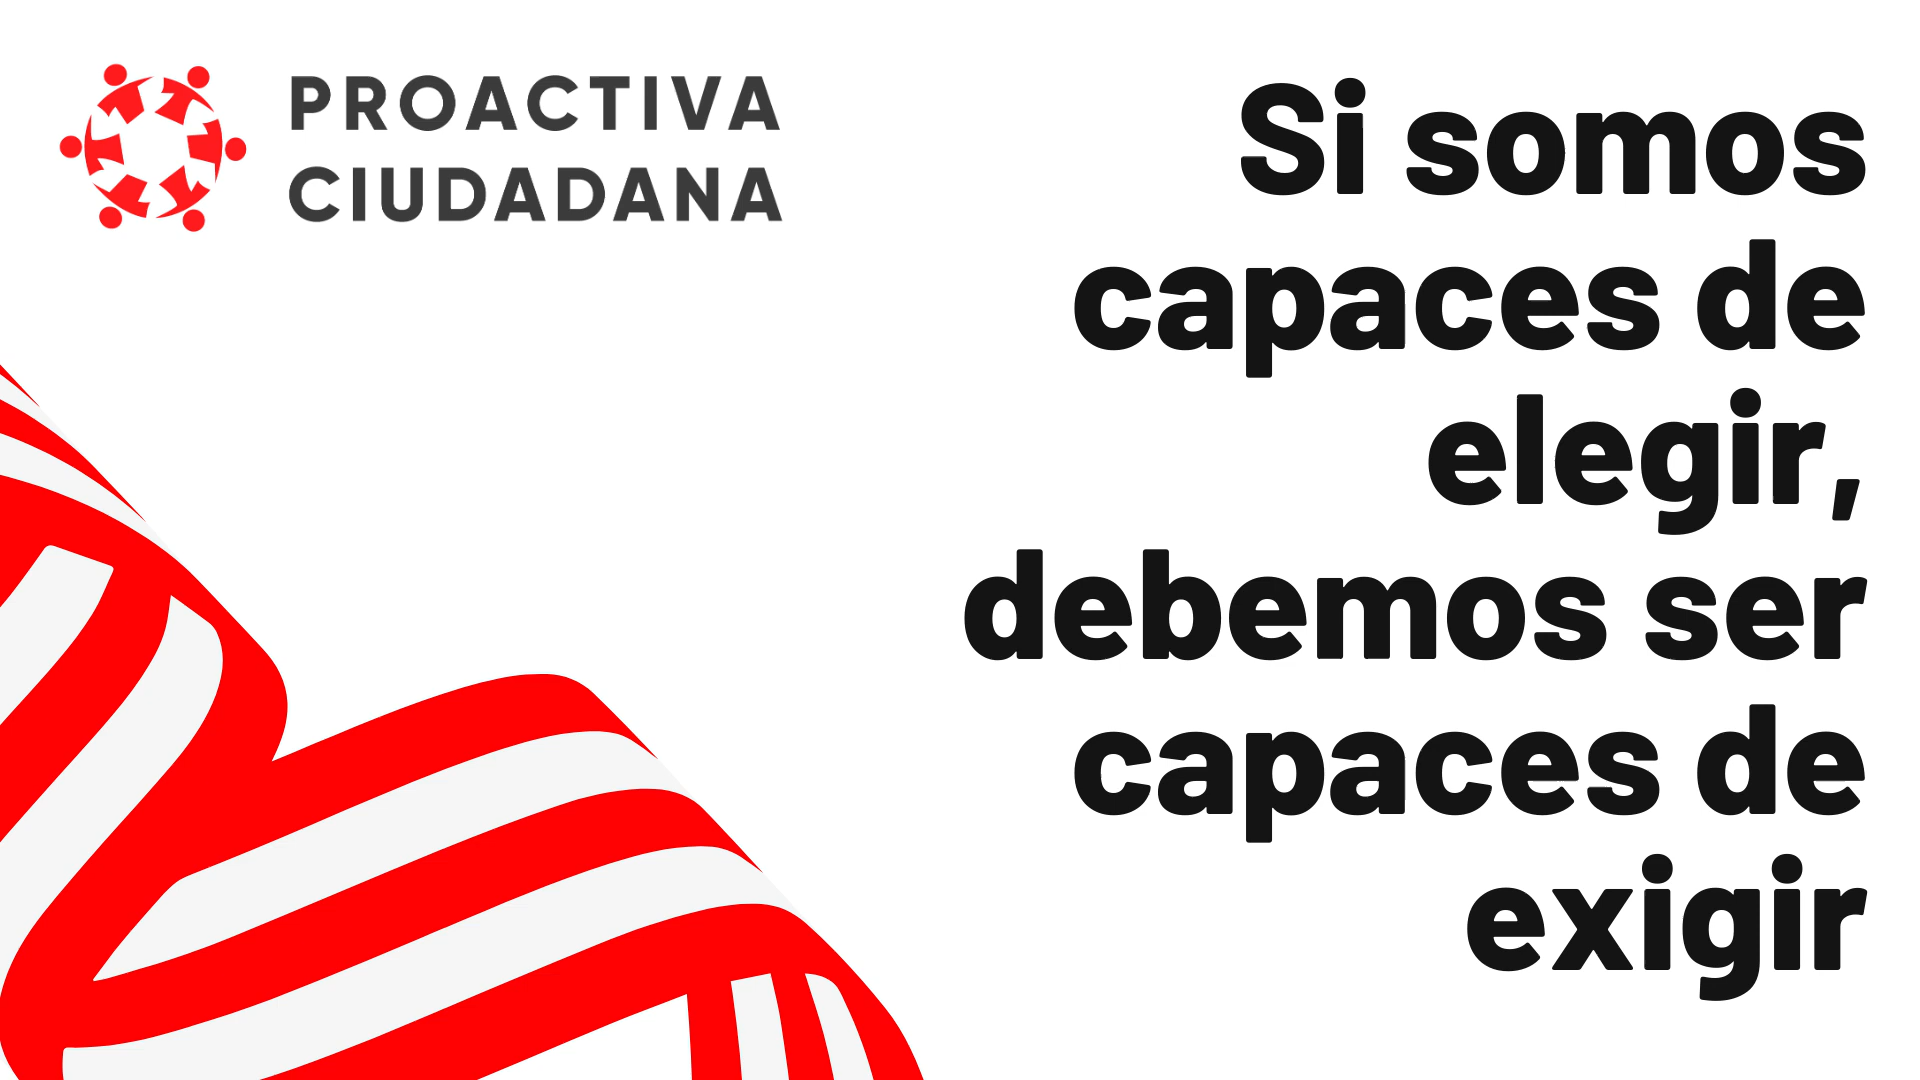 PROACTIVA
CIUDADANA
Si somos
capaces de
elegir,
debemos ser
capaces de
exigir